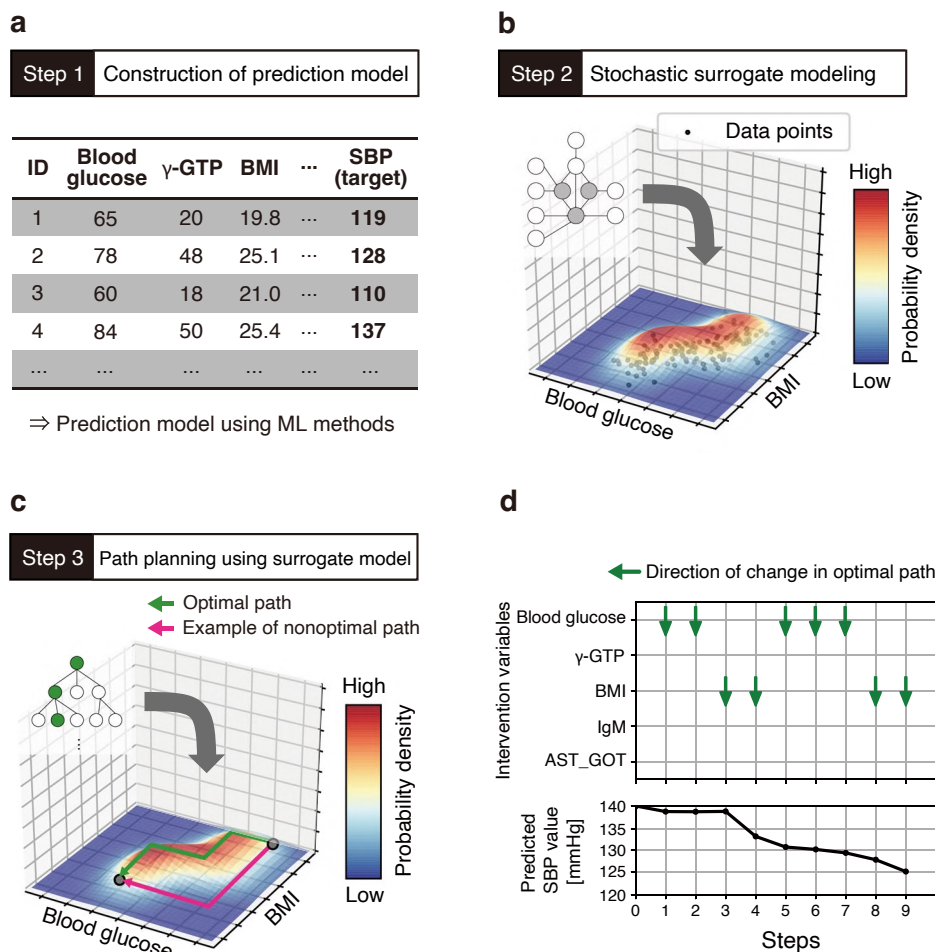 a
Step 1 Construction of prediction model
ID Blood glucose γ-GTP BMI ... SBP (target)
1 65 20 19.8 ... 119
2 78 48 25.1 ... 128
3 60 18 21.0 ... 110
4 84 50 25.4 ... 137
... ... ... ... ... ...
⇒ Prediction model using ML methods
b
Step 2 Stochastic surrogate modeling
Data points
High
Probability density
Low
Blood glucose
BMI
c
Step 3 Path planning using surrogate model
Optimal path
Example of nonoptimal path
...
High
Probability density
Low
Blood glucose
BMI
d
Direction of change in optimal path
Intervention variables
Blood glucose
γ-GTP
BMI
IgM
AST_GOT
Predicted
SBP value
[mmHg]
140
135
130
125
120
0 1 2 3 4 5 6 7 8 9
Steps